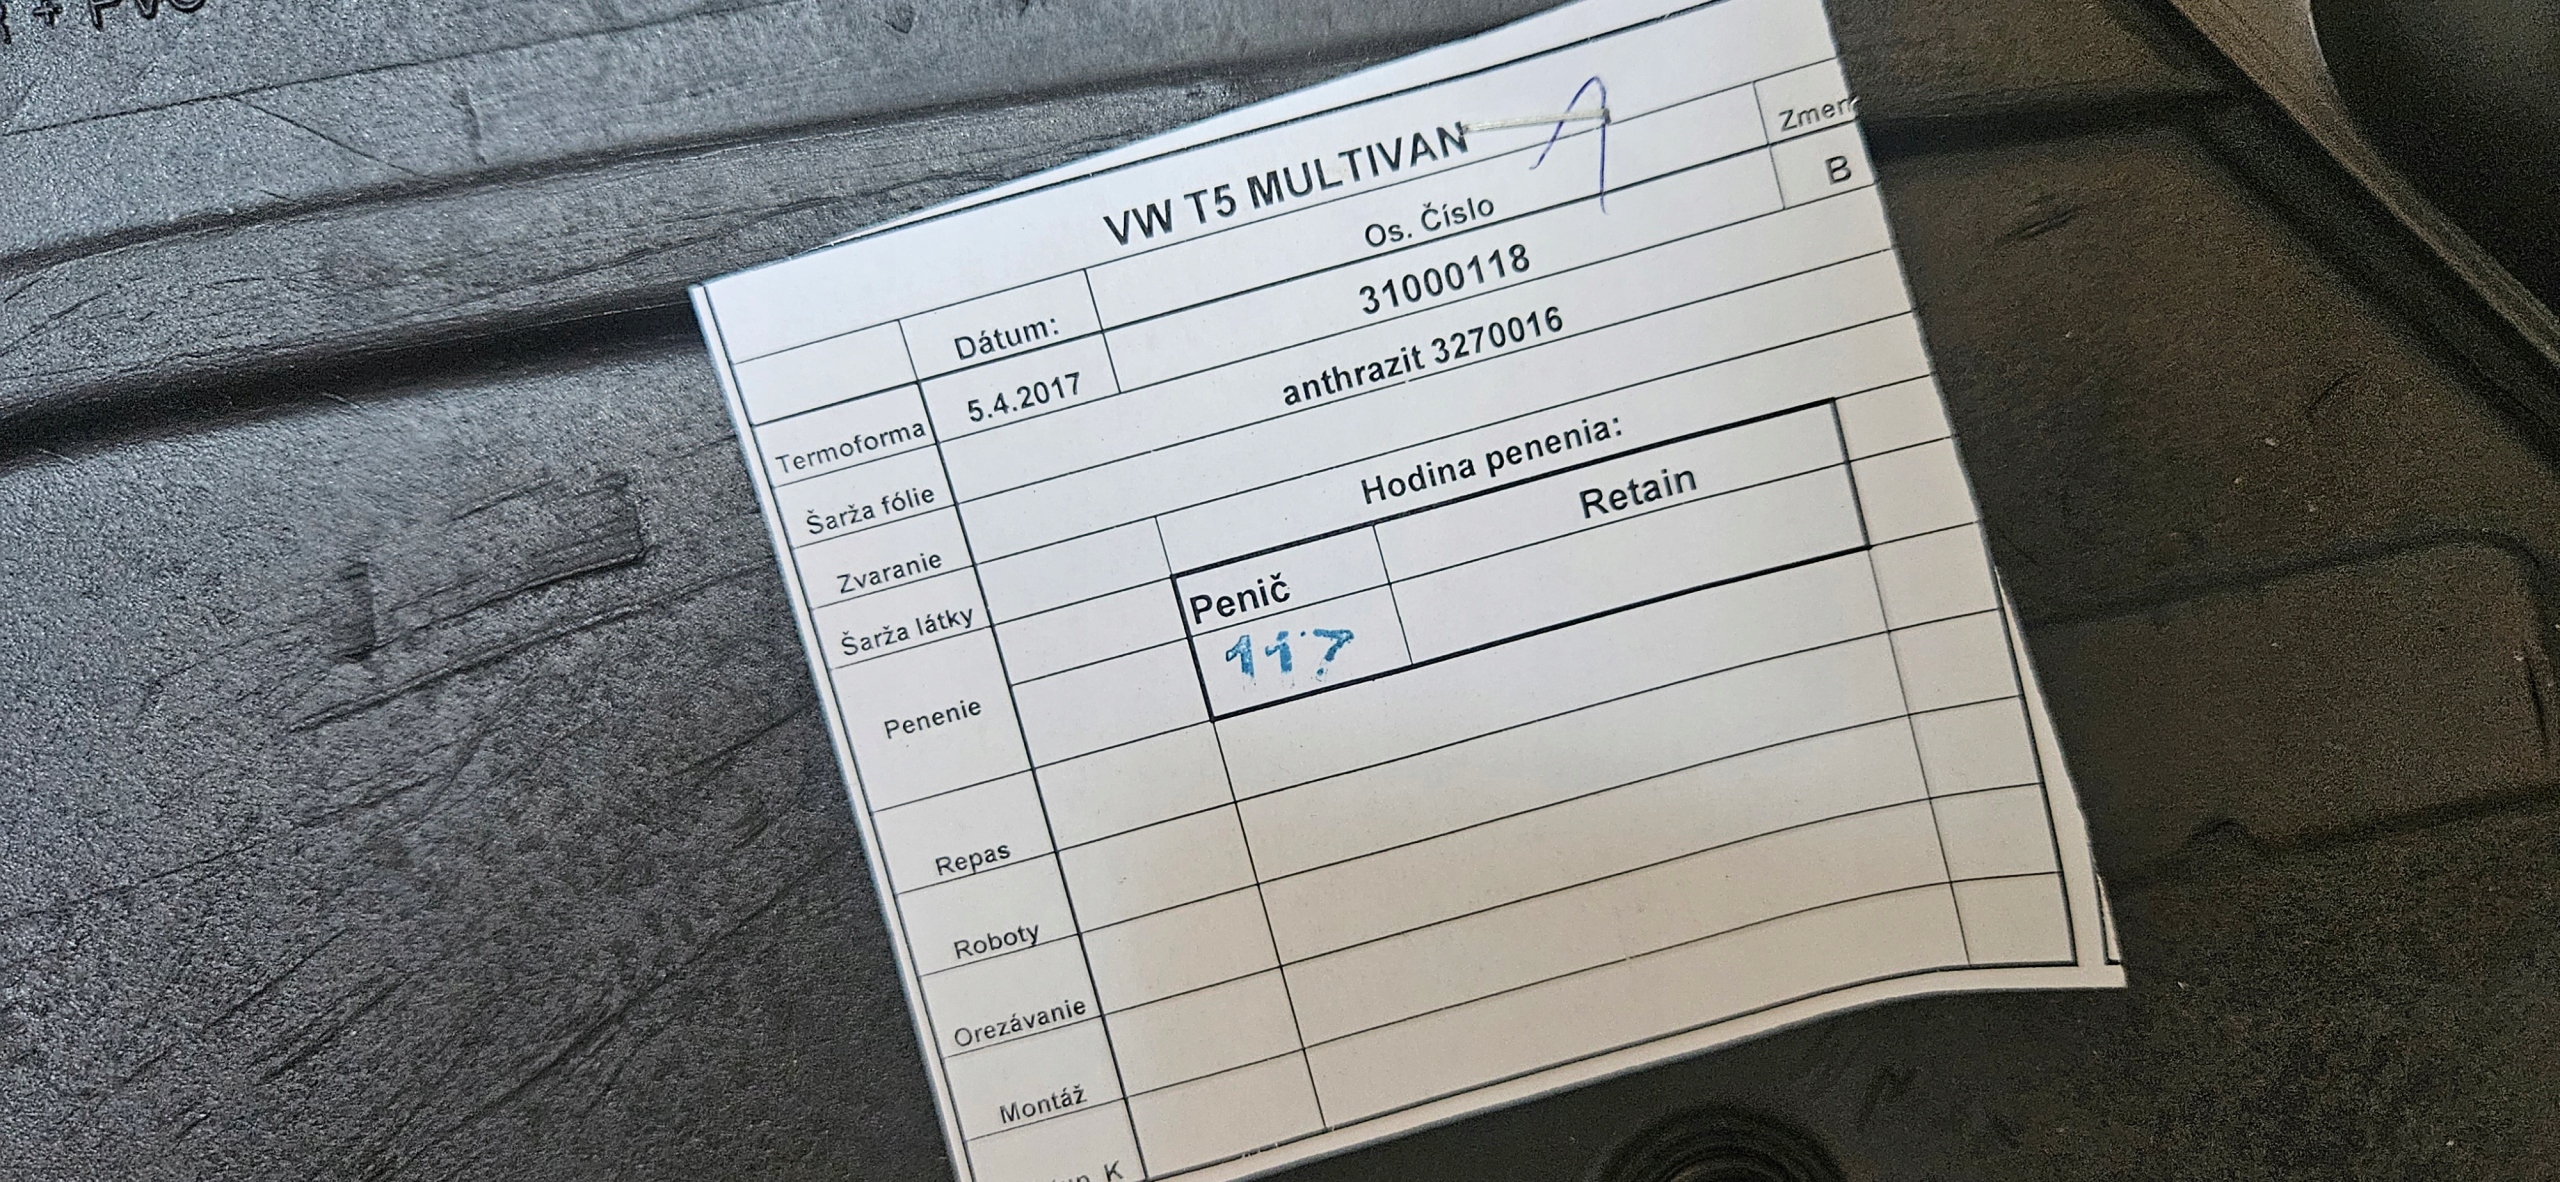 VW T5 MULTIVAN
Dátum: Os. Číslo
Termoforma 5.4.2017 31000118 B
Šarža fólie anthrazit 3270016
Zvaranie
Šarža látky Hodina penenia:
Penenie Penič Retain
117
Repas
Roboty
Orezávanie
Montáž
K